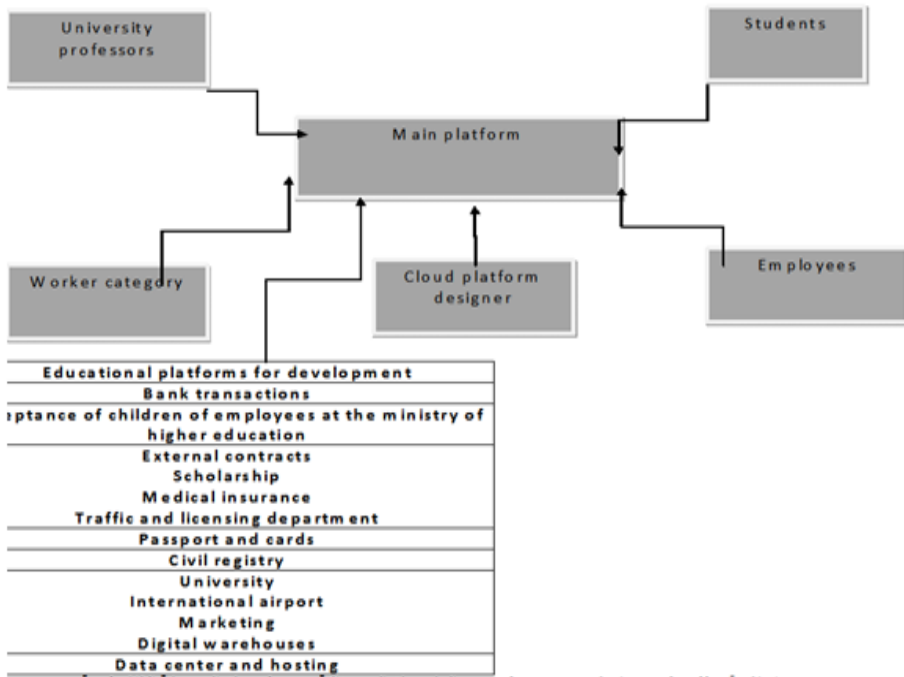 University
professors
Students
Main platform
Worker category
Cloud platform
designer
Employees
Educational platforms for development
Bank transactions
eptance of children of employees at the ministry of
higher education
External contracts
Scholarship
Medical insurance
Traffic and licensing department
Passport and cards
Civil registry
University
International airport
Marketing
Digital warehouses
Data center and hosting